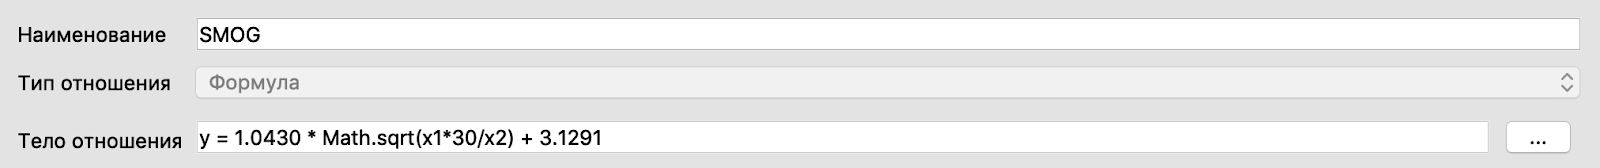 Наименование SMOG
Тип отношения Формула
Тело отношения y = 1.0430 * Math.sqrt(x1*30/x2) + 3.1291 ...